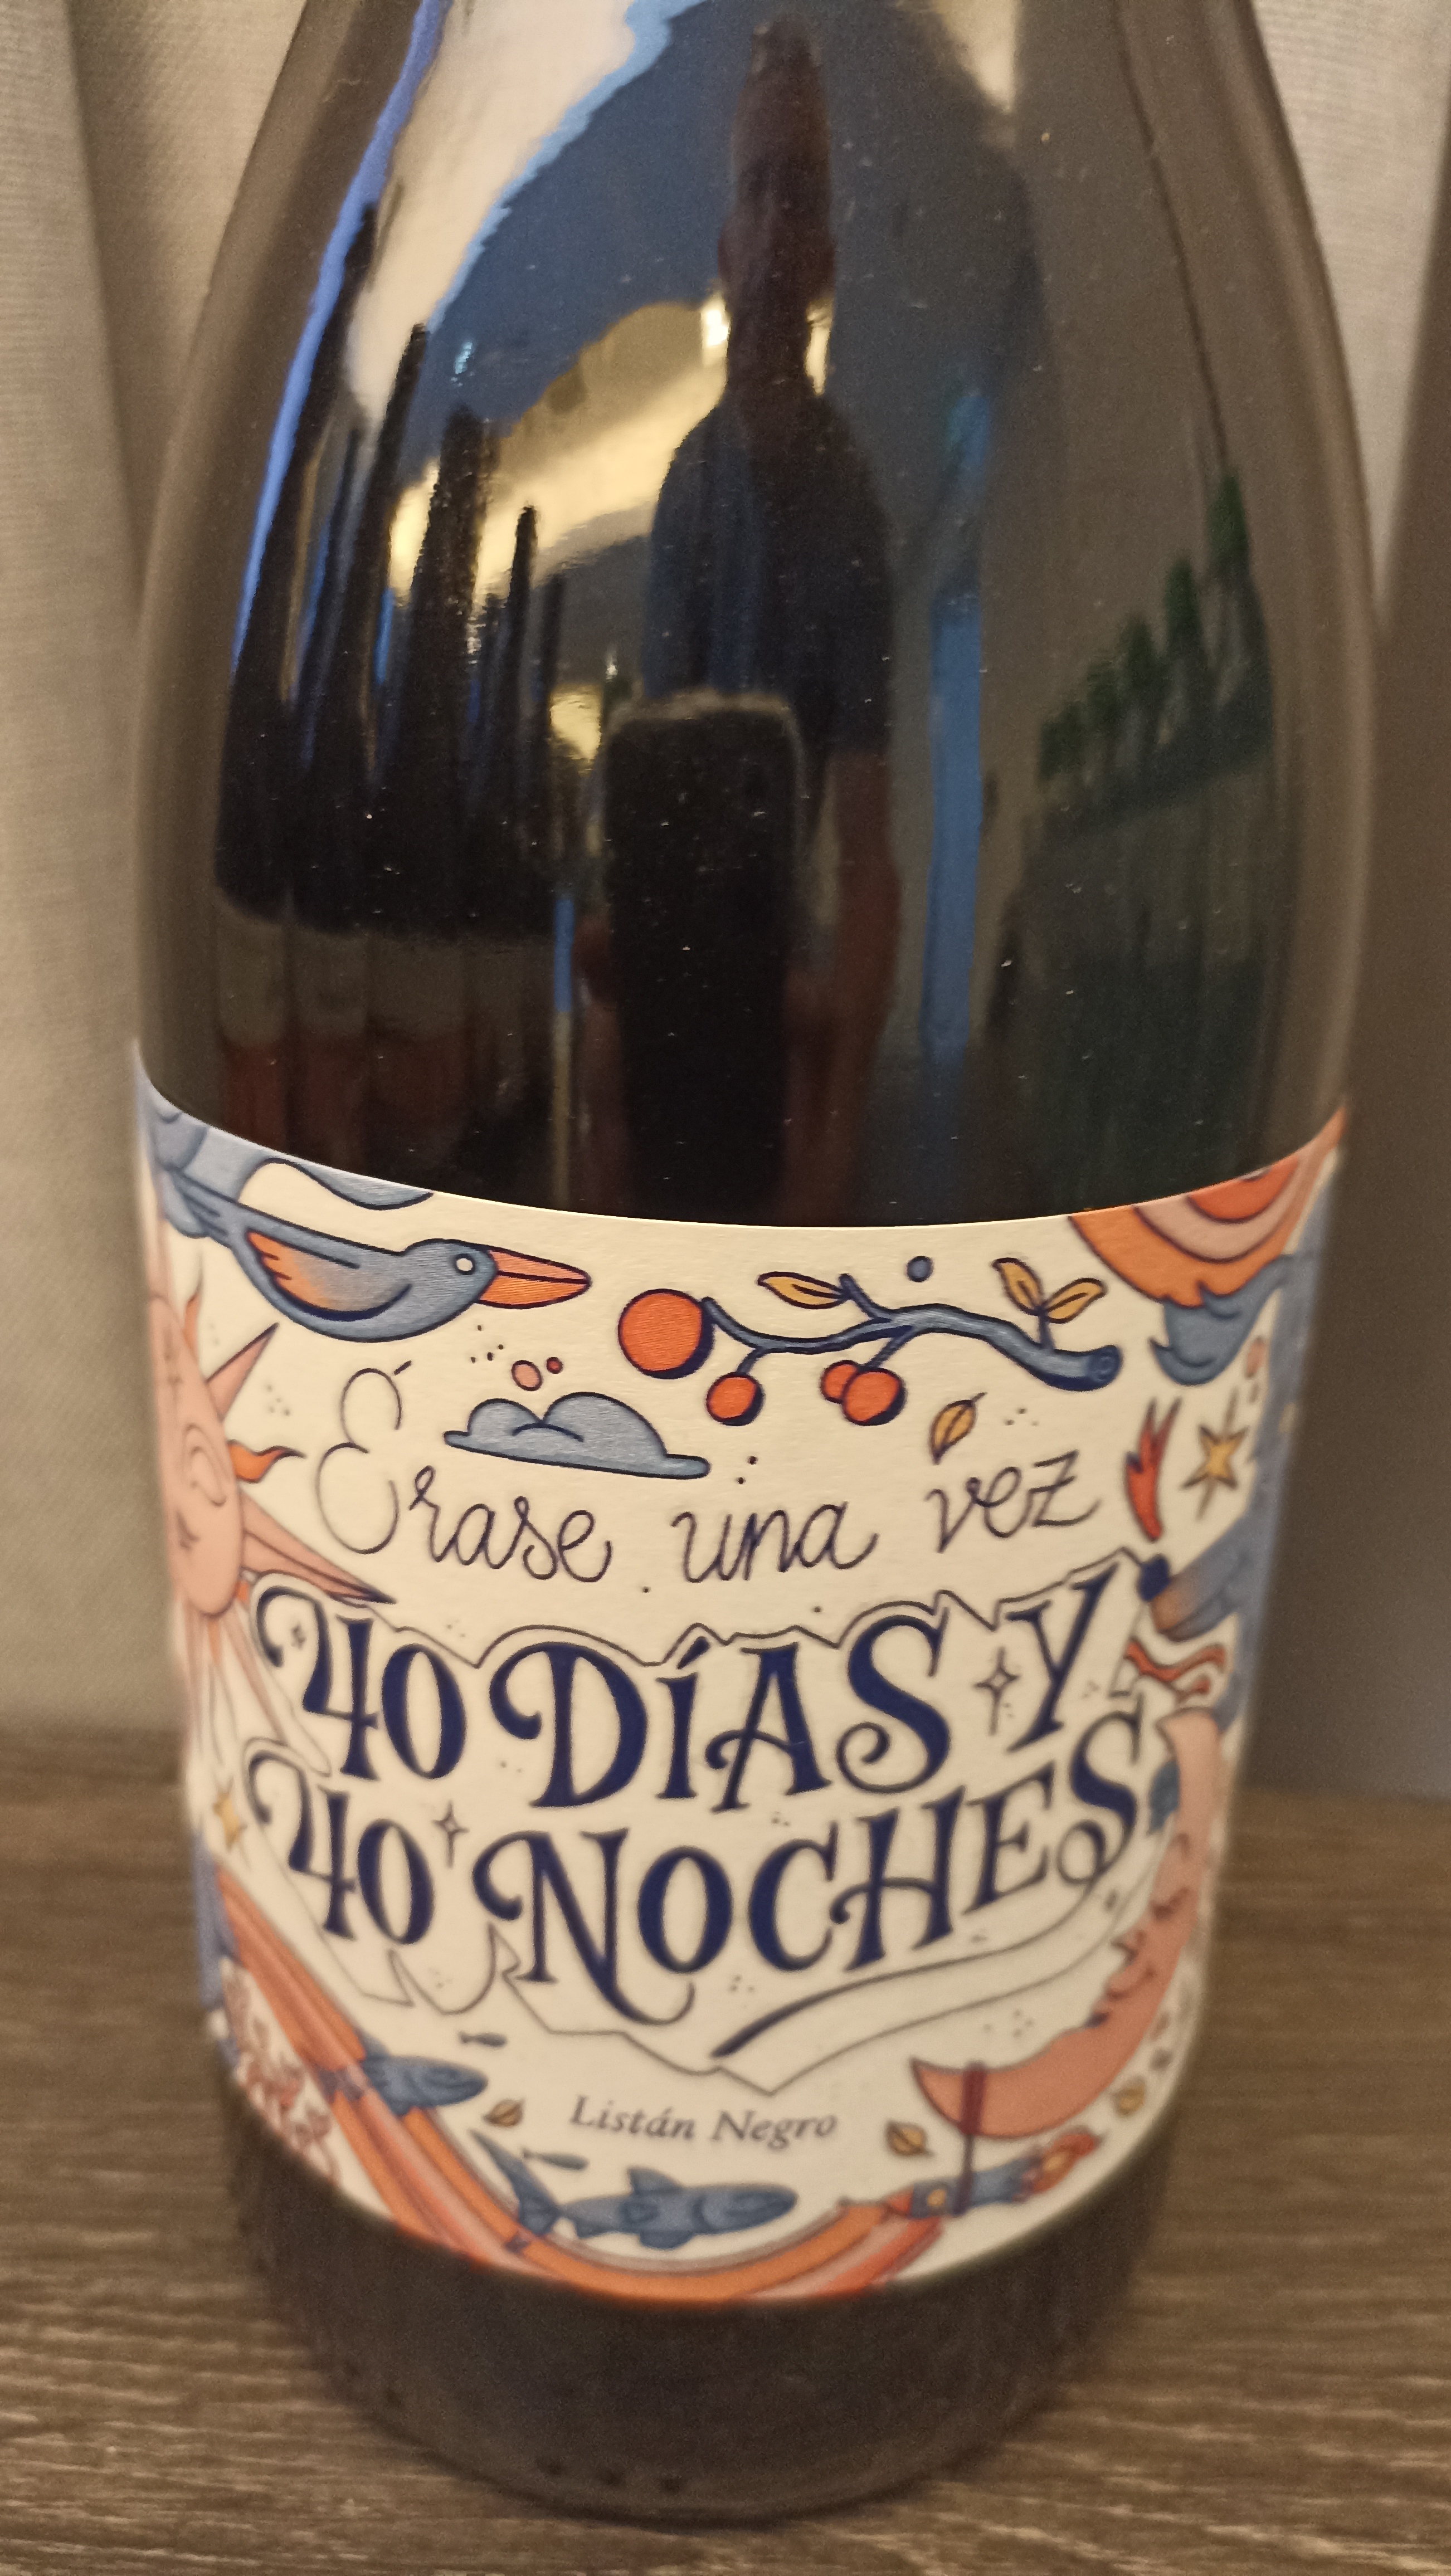 Érase una vez
40 DÍAS Y
40 NOCHES
Listán Negro